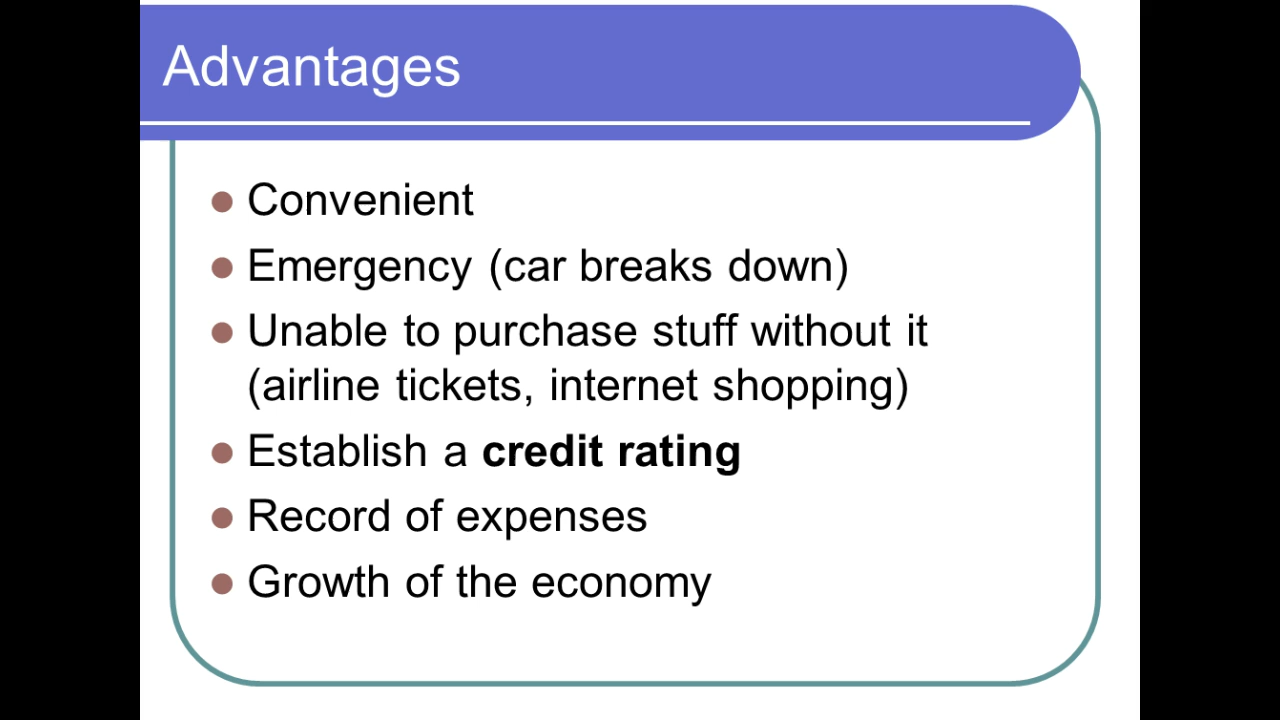 Advantages
Convenient
Emergency (car breaks down)
Unable to purchase stuff without it
(airline tickets, internet shopping)
Establish a credit rating
Record of expenses
Growth of the economy